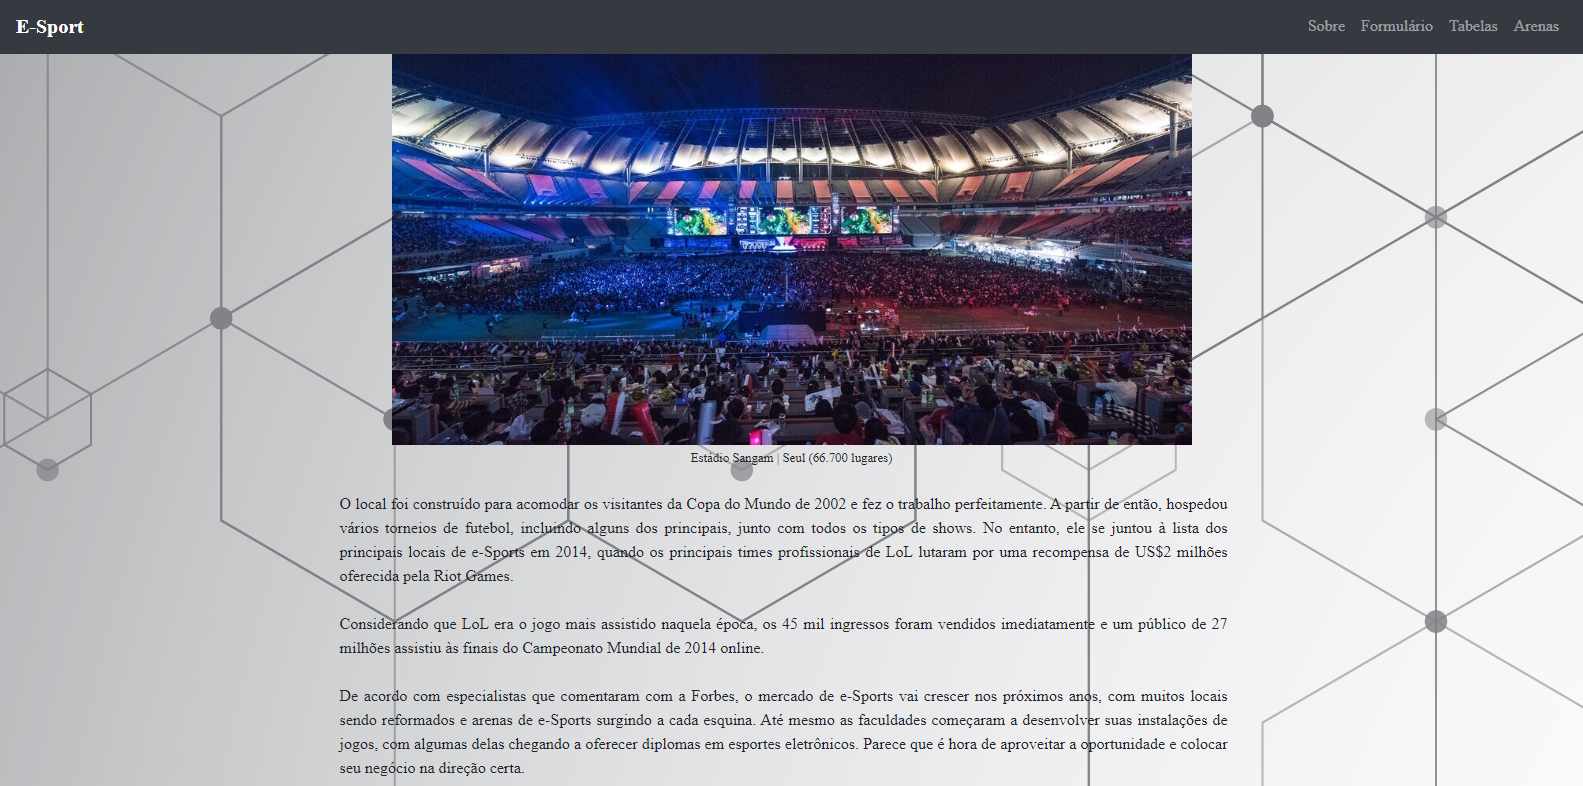 E-Sport
Sobre Formulário Tabelas Arenas
Estádio Sangam | Seul (66.700 lugares)
O local foi construído para acomodar os visitantes da Copa do Mundo de 2002 e fez o trabalho perfeitamente. A partir de então, hospedou
vários torneios de futebol, incluindo alguns dos principais, junto com todos os tipos de shows. No entanto, ele se juntou à lista dos
principais locais de e-Sports em 2014, quando os principais times profissionais de LoL lutaram por uma recompensa de US$2 milhões
oferecida pela Riot Games.
Considerando que LoL era o jogo mais assistido naquela época, os 45 mil ingressos foram vendidos imediatamente e um público de 27
milhões assistiu às finais do Campeonato Mundial de 2014 online.
De acordo com especialistas que comentaram com a Forbes, o mercado de e-Sports vai crescer nos próximos anos, com muitos locais
sendo reformados e arenas de e-Sports surgindo a cada esquina. Até mesmo as faculdades começaram a desenvolver suas instalações de
jogos, com algumas delas chegando a oferecer diplomas em esportes eletrônicos. Parece que é hora de aproveitar a oportunidade e colocar
seu negócio na direção certa.